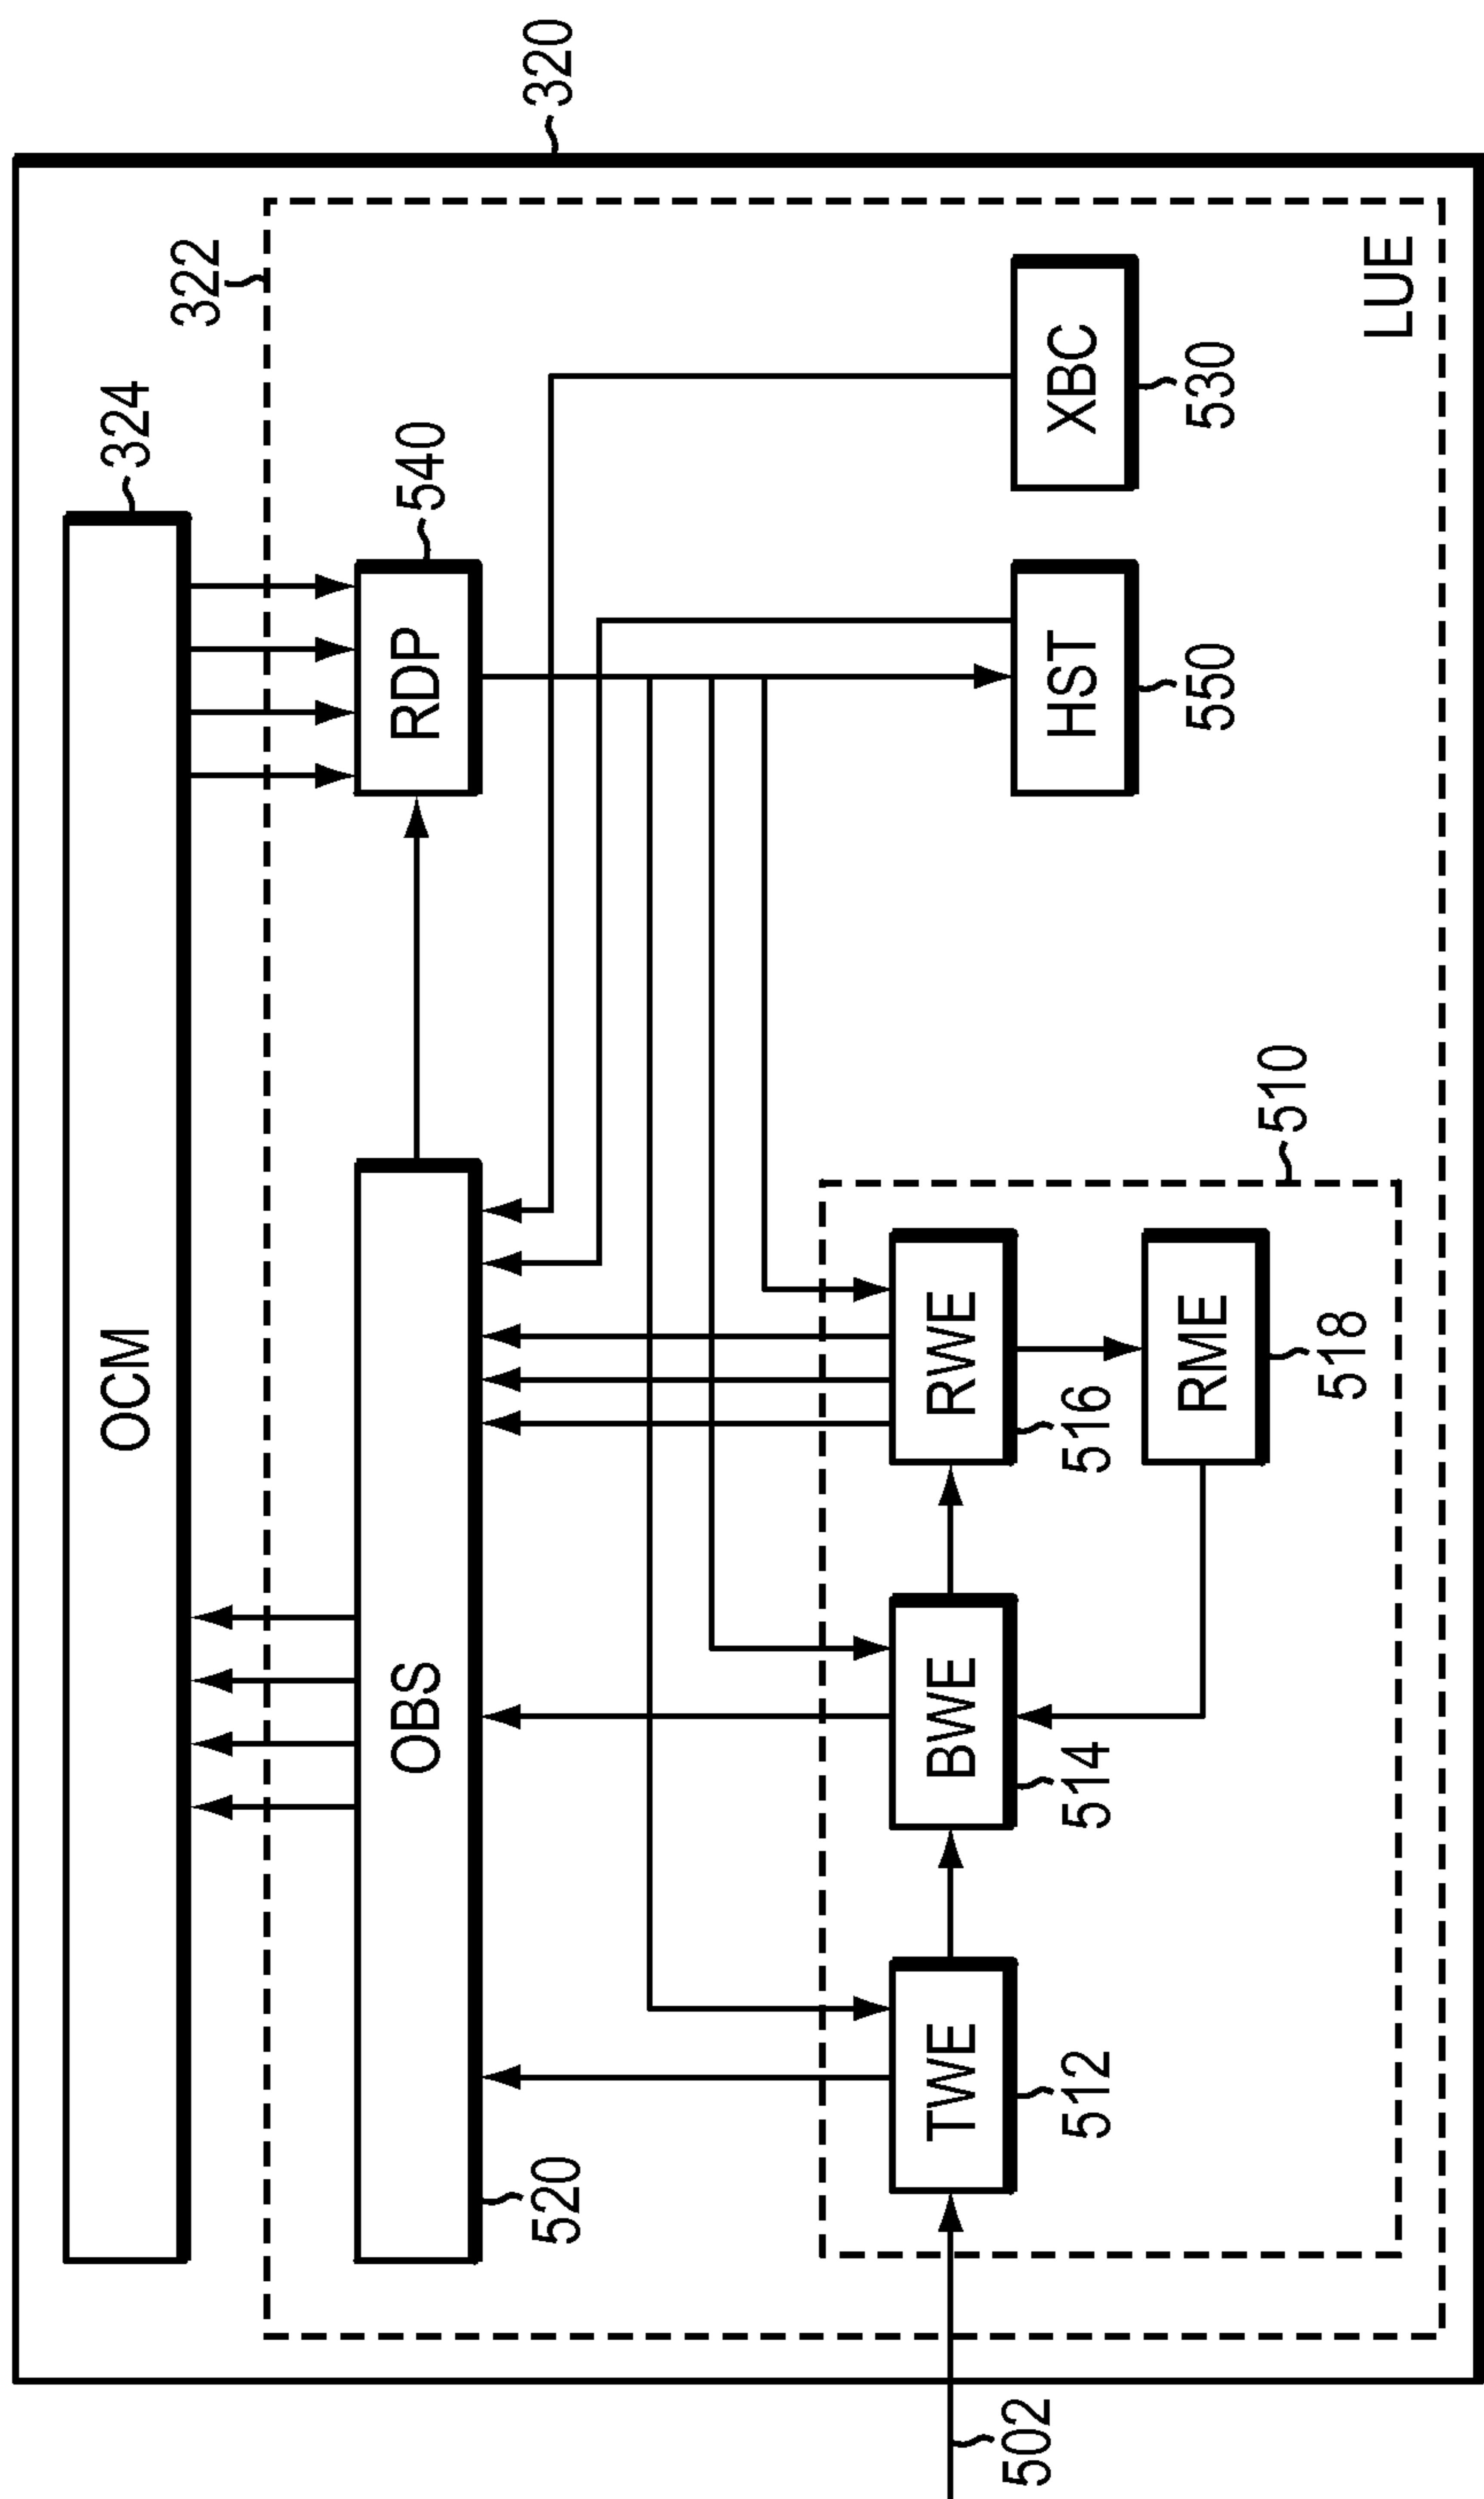 320
322
324
OCM
540
RDP
OBS
520
XBC
530
HST
550
510
TWE
512
BWE
514
RWE
516
RME
518
LUE
502